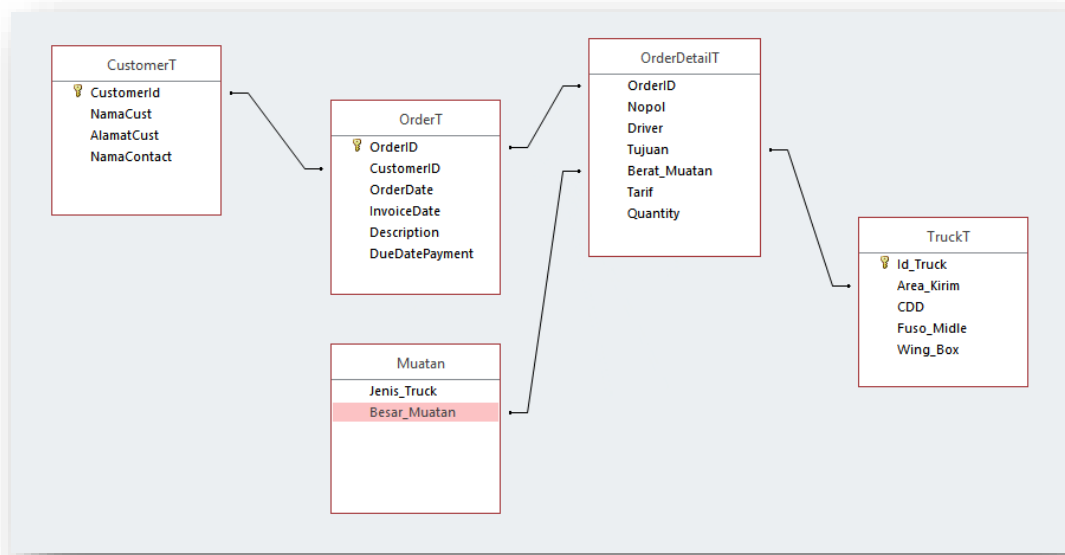 CustomerT
CustomerId
NamaCust
AlamatCust
NamaContact
OrderT
OrderID
CustomerID
OrderDate
InvoiceDate
Description
DueDatePayment
OrderDetailT
OrderID
Nopol
Driver
Tujuan
Berat_Muatan
Tarif
Quantity
Muatan
Jenis_Truck
Besar_Muatan
TruckT
Id_Truck
Area_Kirim
CDD
Fuso_Midle
Wing_Box